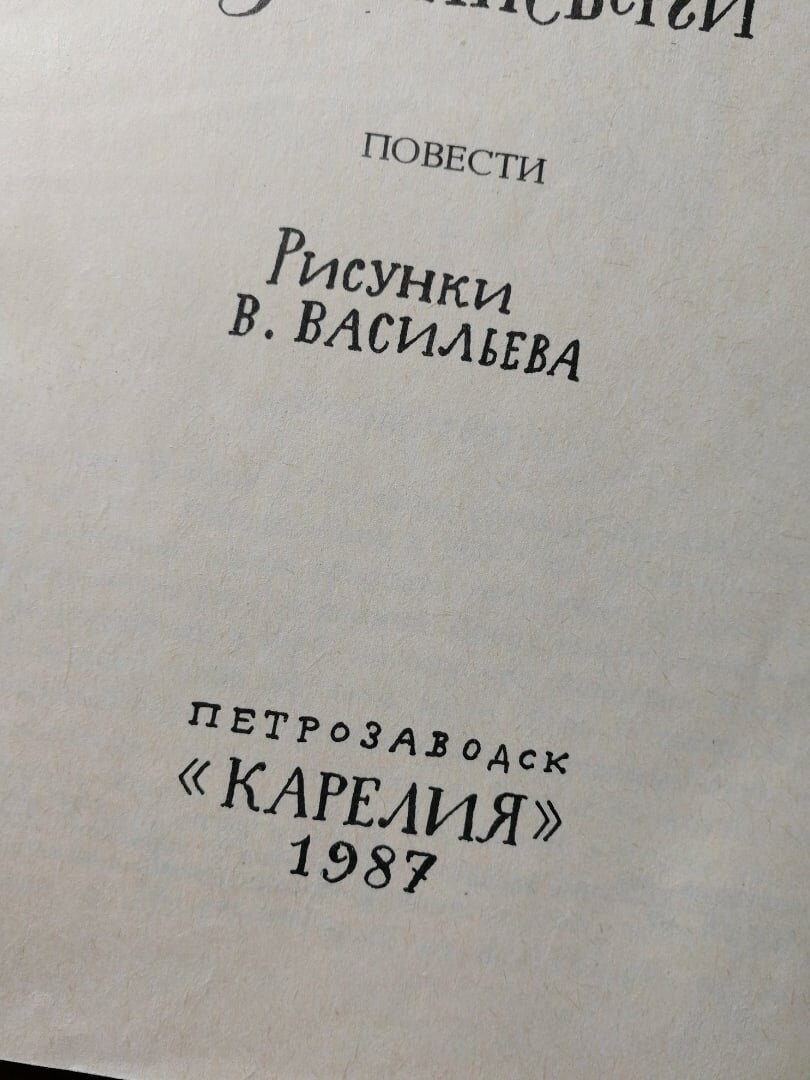 ПОВЕСТИ
Рисунки
В. ВАСИЛЬЕВА
ПЕТРОЗАВОДСК
«КАРЕЛИЯ»
1987